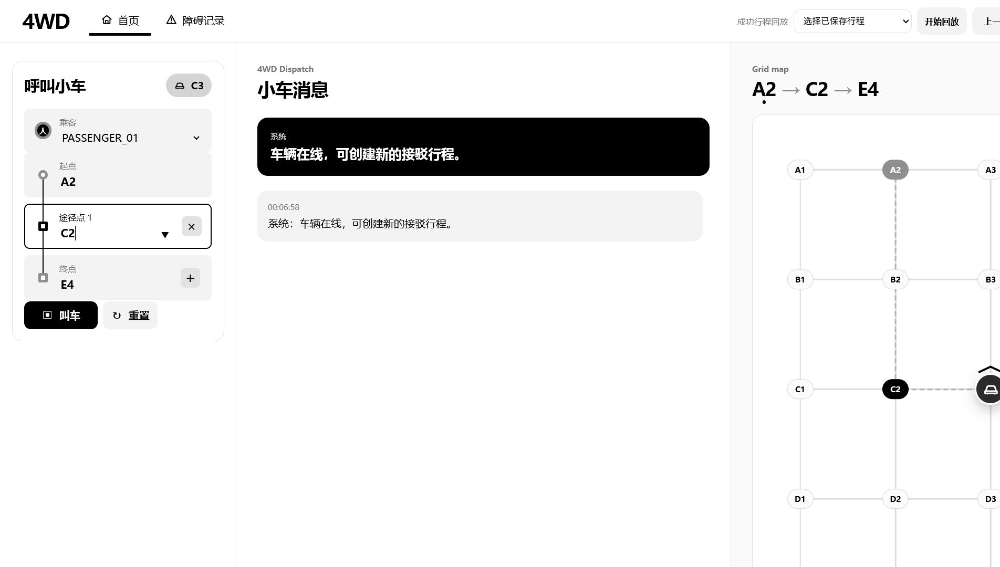 4WD
首页
障碍记录
成功行程回放
选择已保存行程
开始回放
上一
呼叫小车
C3
人
乘客
PASSENGER_01
起点
A2
途径点 1
C2
终点
E4
叫车
重置
4WD Dispatch
小车消息
系统
车辆在线，可创建新的接驳行程。
00:06:58
系统：车辆在线，可创建新的接驳行程。
Grid map
A2 → C2 → E4
A1 A2 A3
B1 B2 B3
C1 C2
D1 D2 D3